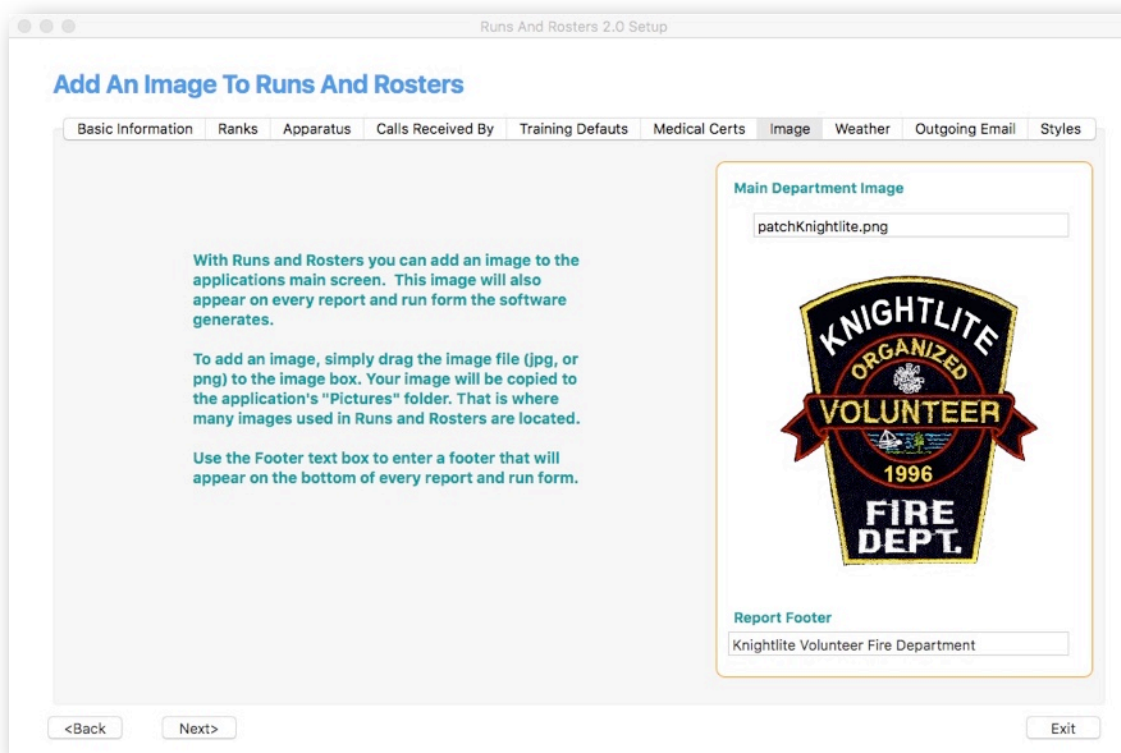 Runs And Rosters 2.0 Setup
Add An Image To Runs And Rosters
Basic Information Ranks Apparatus Calls Received By Training Defauts Medical Certs Image Weather Outgoing Email Styles
With Runs and Rosters you can add an image to the
applications main screen. This image will also
appear on every report and run form the software
generates.
To add an image, simply drag the image file (jpg, or
png) to the image box. Your image will be copied to
the application's "Pictures" folder. That is where
many images used in Runs and Rosters are located.
Use the Footer text box to enter a footer that will
appear on the bottom of every report and run form.
Main Department Image
patchKnightlite.png
KNIGHTLITE
ORGANIZED
VOLUNTEER
1996
FIRE
DEPT.
Report Footer
Knightlite Volunteer Fire Department
<Back Next> Exit